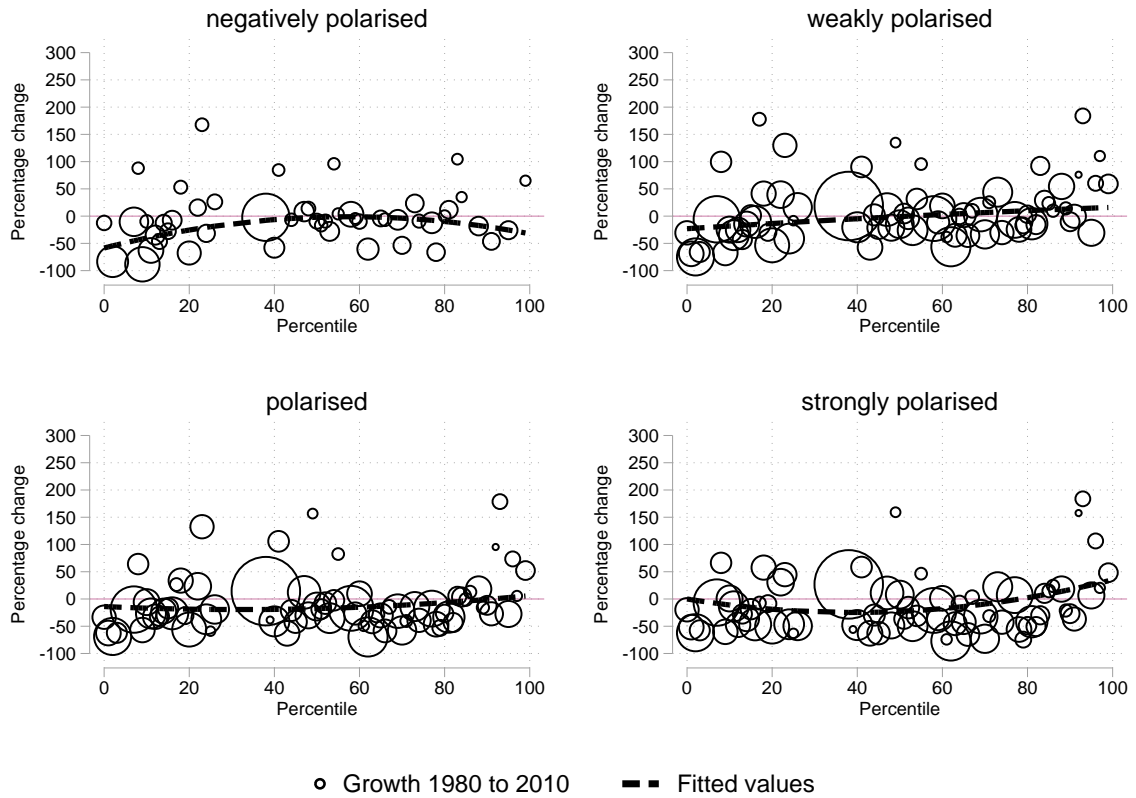 negatively polarised
300
250
200
150
100
50
0
-50
-100
Percentage change
0 20 40 60 80 100
Percentile
weakly polarised
300
250
200
150
100
50
0
-50
-100
Percentage change
0 20 40 60 80 100
Percentile
polarised
300
250
200
150
100
50
0
-50
-100
Percentage change
0 20 40 60 80 100
Percentile
strongly polarised
300
250
200
150
100
50
0
-50
-100
Percentage change
0 20 40 60 80 100
Percentile
Growth 1980 to 2010 Fitted values